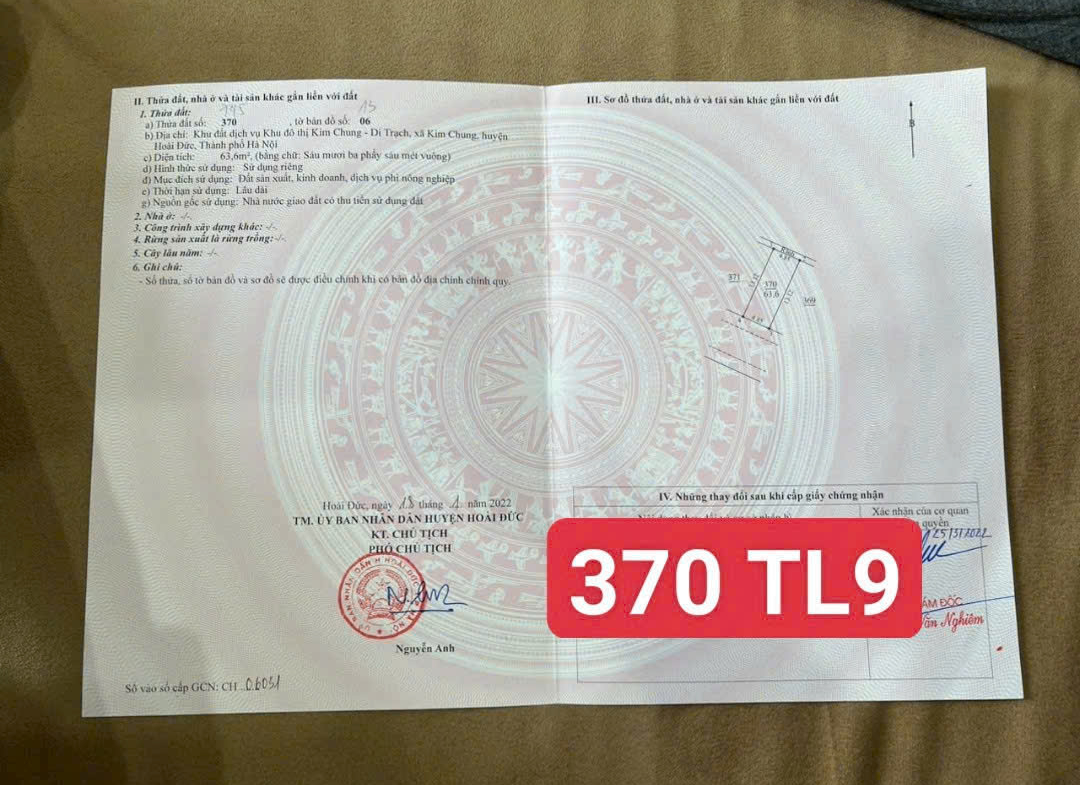 II. Thửa đất, nhà ở và tài sản khác gắn liền với đất
1. Thửa đất:
15
a) Thửa đất số: 370 , tờ bản đồ số: 06
b) Địa chỉ: Khu đất dịch vụ Khu đô thị Kim Chung - Di Trạch, xã Kim Chung, huyện
Hoài Đức, Thành phố Hà Nội
c) Diện tích: 63,6m², (bằng chữ: Sáu mươi ba phẩy sáu mét vuông)
d) Hình thức sử dụng: Sử dụng riêng
đ) Mục đích sử dụng: Đất sản xuất, kinh doanh, dịch vụ phi nông nghiệp
e) Thời hạn sử dụng: Lâu dài
g) Nguồn gốc sử dụng: Nhà nước giao đất có thu tiền sử dụng đất
2. Nhà ở: -/-.
3. Công trình xây dựng khác: -/-.
4. Rừng sản xuất là rừng trồng: -/-.
5. Cây lâu năm: -/-
6. Ghi chú:
- Số thửa, số tờ bản đồ và sơ đồ sẽ được điều chỉnh khi có bản đồ địa chính chính quy.
Hoài Đức, ngày 18 tháng 1 năm 2022
TM. ỦY BAN NHÂN DÂN HUYỆN HOÀI ĐỨC
KT. CHỦ TỊCH
PHÓ CHỦ TỊCH
Nguyễn Anh
Số vào sổ cấp GCN: CH 06051
III. Sơ đồ thửa đất, nhà ở và tài sản khác gắn liền với đất
B
371
370
63,6
369
IV. Những thay đổi sau khi cấp giấy chứng nhận
Xác nhận của cơ quan
quyền
25/3/2022
370 TL9
ÁM ĐỐC
Văn Nghiêm